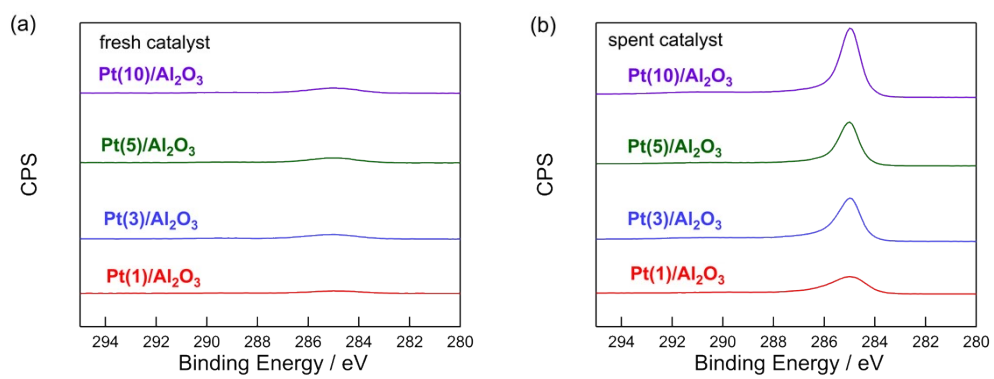 (a)
fresh catalyst
Pt(10)/Al₂O₃
Pt(5)/Al₂O₃
Pt(3)/Al₂O₃
Pt(1)/Al₂O₃
CPS
294 292 290 288 286 284 282 280
Binding Energy / eV
(b)
spent catalyst
Pt(10)/Al₂O₃
Pt(5)/Al₂O₃
Pt(3)/Al₂O₃
Pt(1)/Al₂O₃
CPS
294 292 290 288 286 284 282 280
Binding Energy / eV